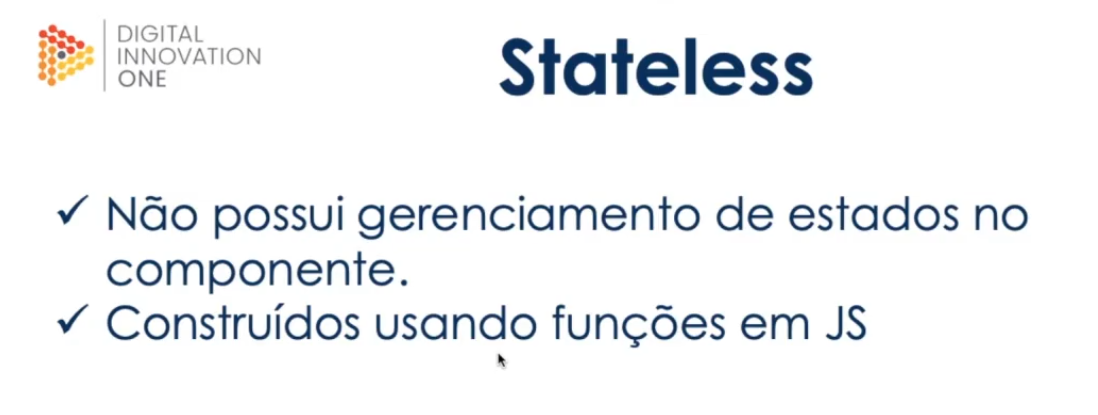 DIGITAL
INNOVATION
ONE
Stateless
✓ Não possui gerenciamento de estados no
componente.
✓ Construídos usando funções em JS